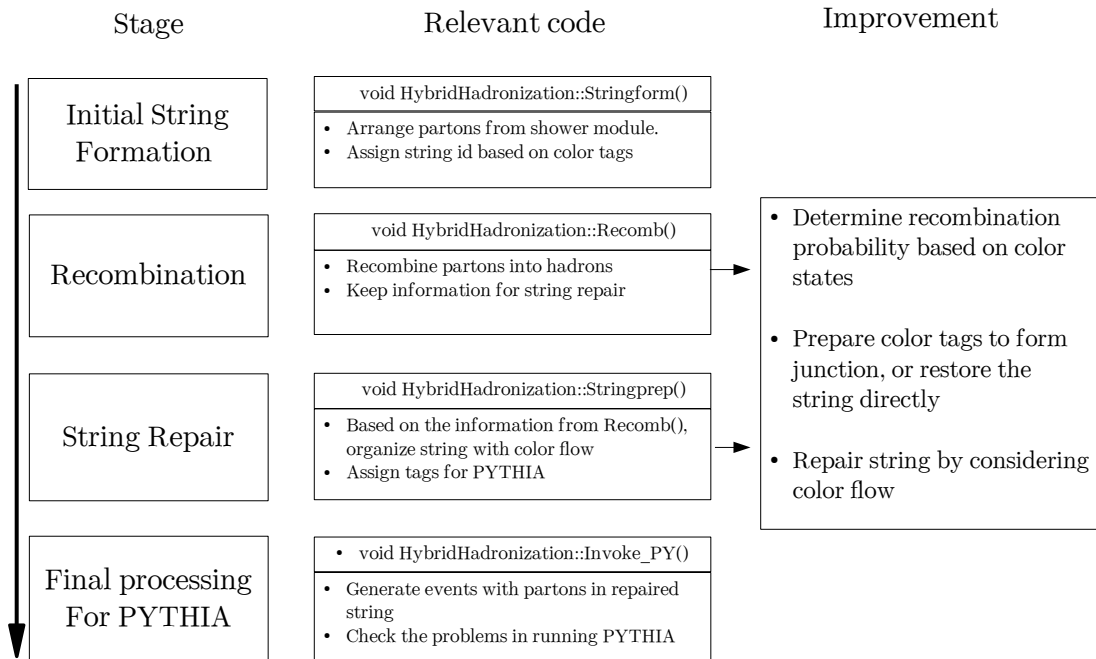 Stage
Relevant code
Improvement
Initial String
Formation
void HybridHadronization::Stringform()
• Arrange partons from shower module.
• Assign string id based on color tags
Recombination
void HybridHadronization::Recomb()
• Recombine partons into hadrons
• Keep information for string repair
• Determine recombination
probability based on color
states
• Prepare color tags to form
junction, or restore the
string directly
• Repair string by considering
color flow
String Repair
void HybridHadronization::Stringprep()
• Based on the information from Recomb(),
organize string with color flow
• Assign tags for PYTHIA
Final processing
For PYTHIA
• void HybridHadronization::Invoke_PY()
• Generate events with partons in repaired
string
• Check the problems in running PYTHIA